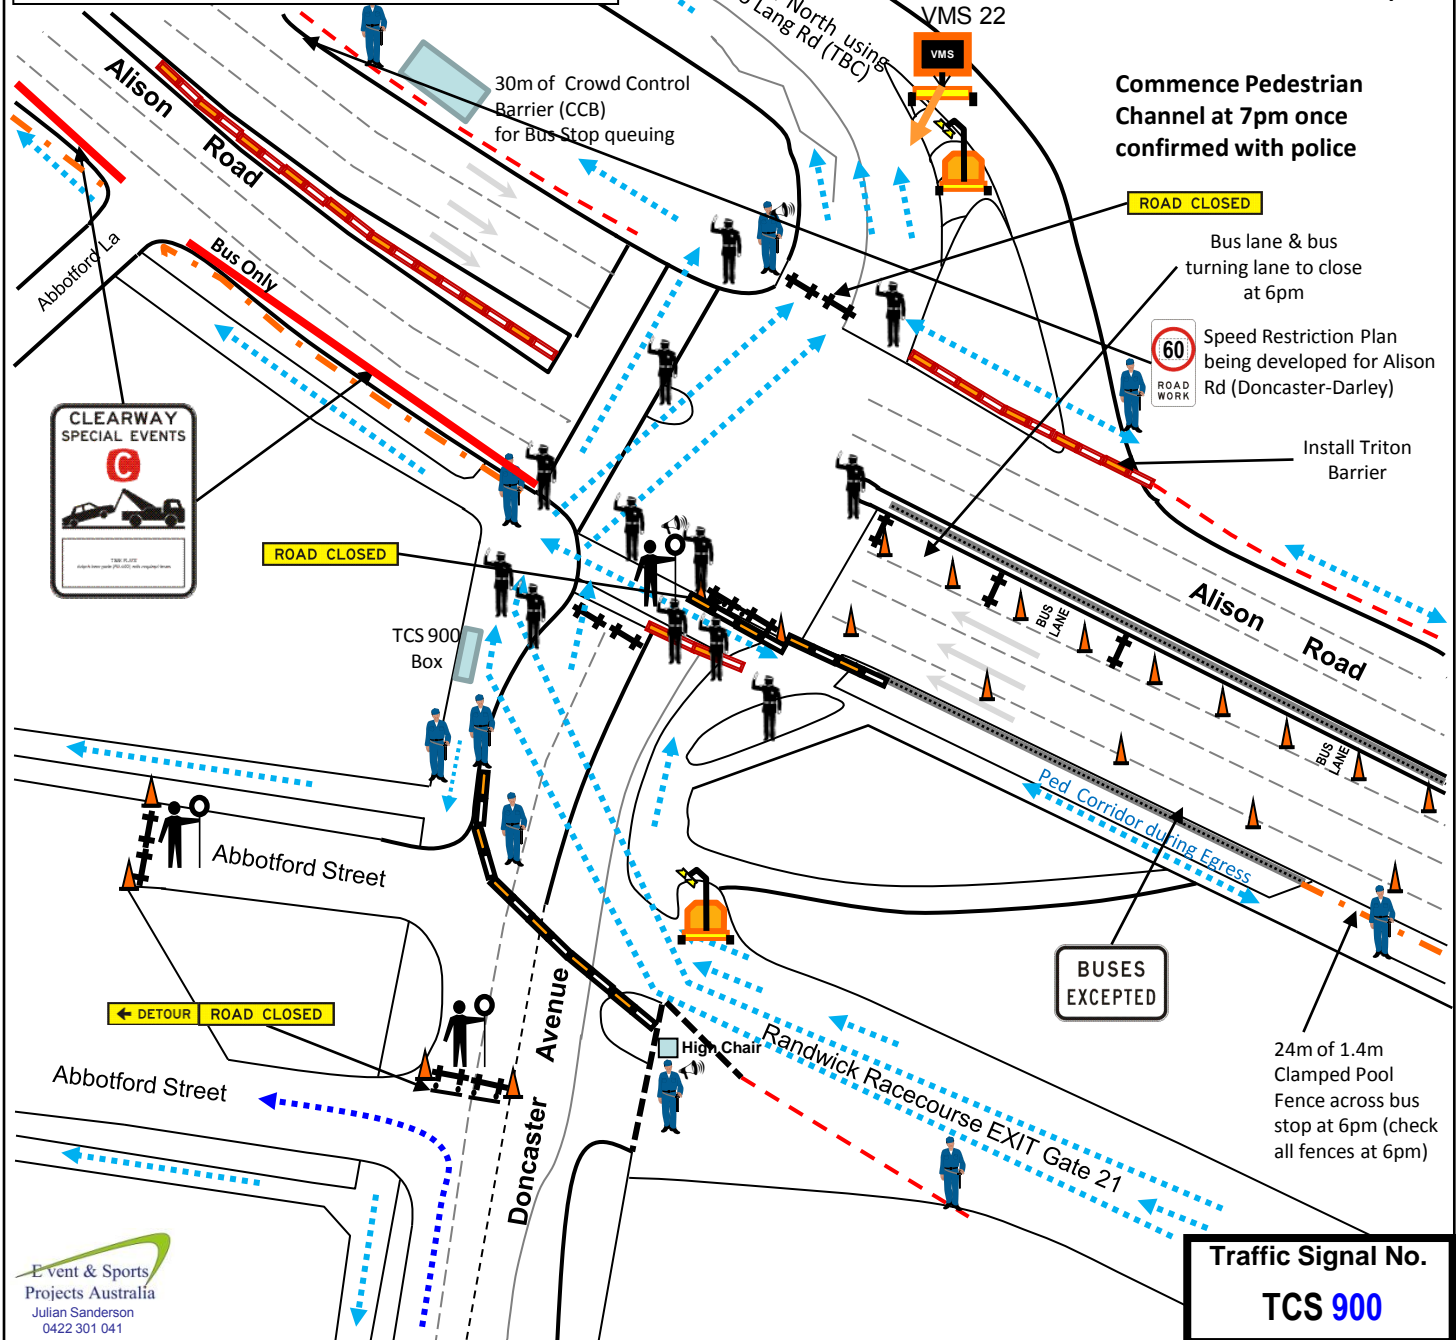 North using
Lang Rd (TBC)
VMS 22
VMS
30m of Crowd Control
Barrier (CCB)
for Bus Stop queuing
Commence Pedestrian
Channel at 7pm once
confirmed with police
ROAD CLOSED
Alison
Road
Bus lane & bus
turning lane to close
at 6pm
Abbotford La
Bus Only
60
ROAD
WORK
Speed Restriction Plan
being developed for Alison
Rd (Doncaster-Darley)
CLEARWAY
SPECIAL EVENTS
C
Install Triton
Barrier
ROAD CLOSED
Alison
Road
BUS
LANE
TCS 900
Box
BUS
LANE
Ped Corridor during Egress
Abbotford Street
BUSES
EXCEPTED
DETOUR
ROAD CLOSED
Doncaster Avenue
High Chair
Randwick Racecourse EXIT Gate 21
Abbotford Street
24m of 1.4m
Clamped Pool
Fence across bus
stop at 6pm (check
all fences at 6pm)
Event & Sports
Projects Australia
Julian Sanderson
0422 301 041
Traffic Signal No.
TCS 900